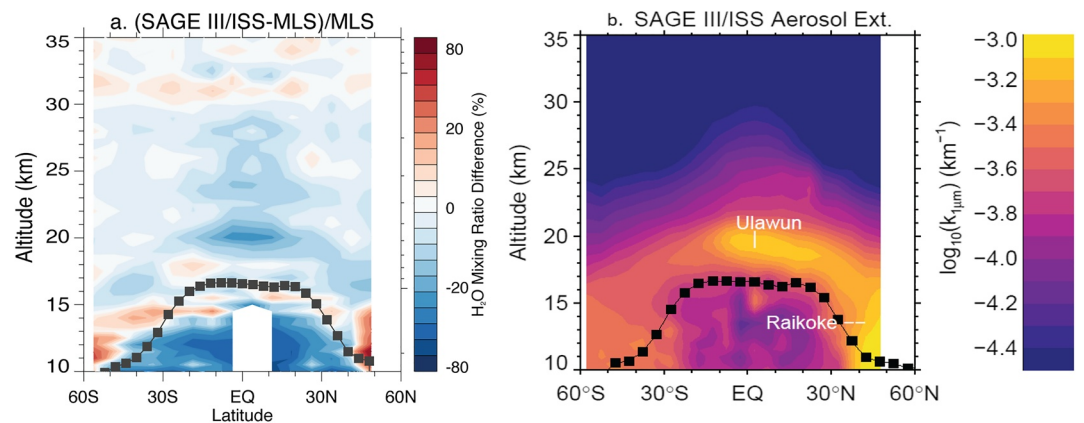 a. (SAGE III/ISS-MLS)/MLS
35
30
25
20
15
10
Altitude (km)
60S 30S EQ 30N 60N
Latitude
80
20
0
-20
-80
H₂O Mixing Ratio Difference (%)
b. SAGE III/ISS Aerosol Ext.
35
30
25
20
15
10
Altitude (km)
Ulawun
Raikoke
60°S 30°S EQ 30°N 60°N
−3.0
−3.2
−3.4
−3.6
−3.8
−4.0
−4.2
−4.4
log₁₀(k₁μm) (km⁻¹)